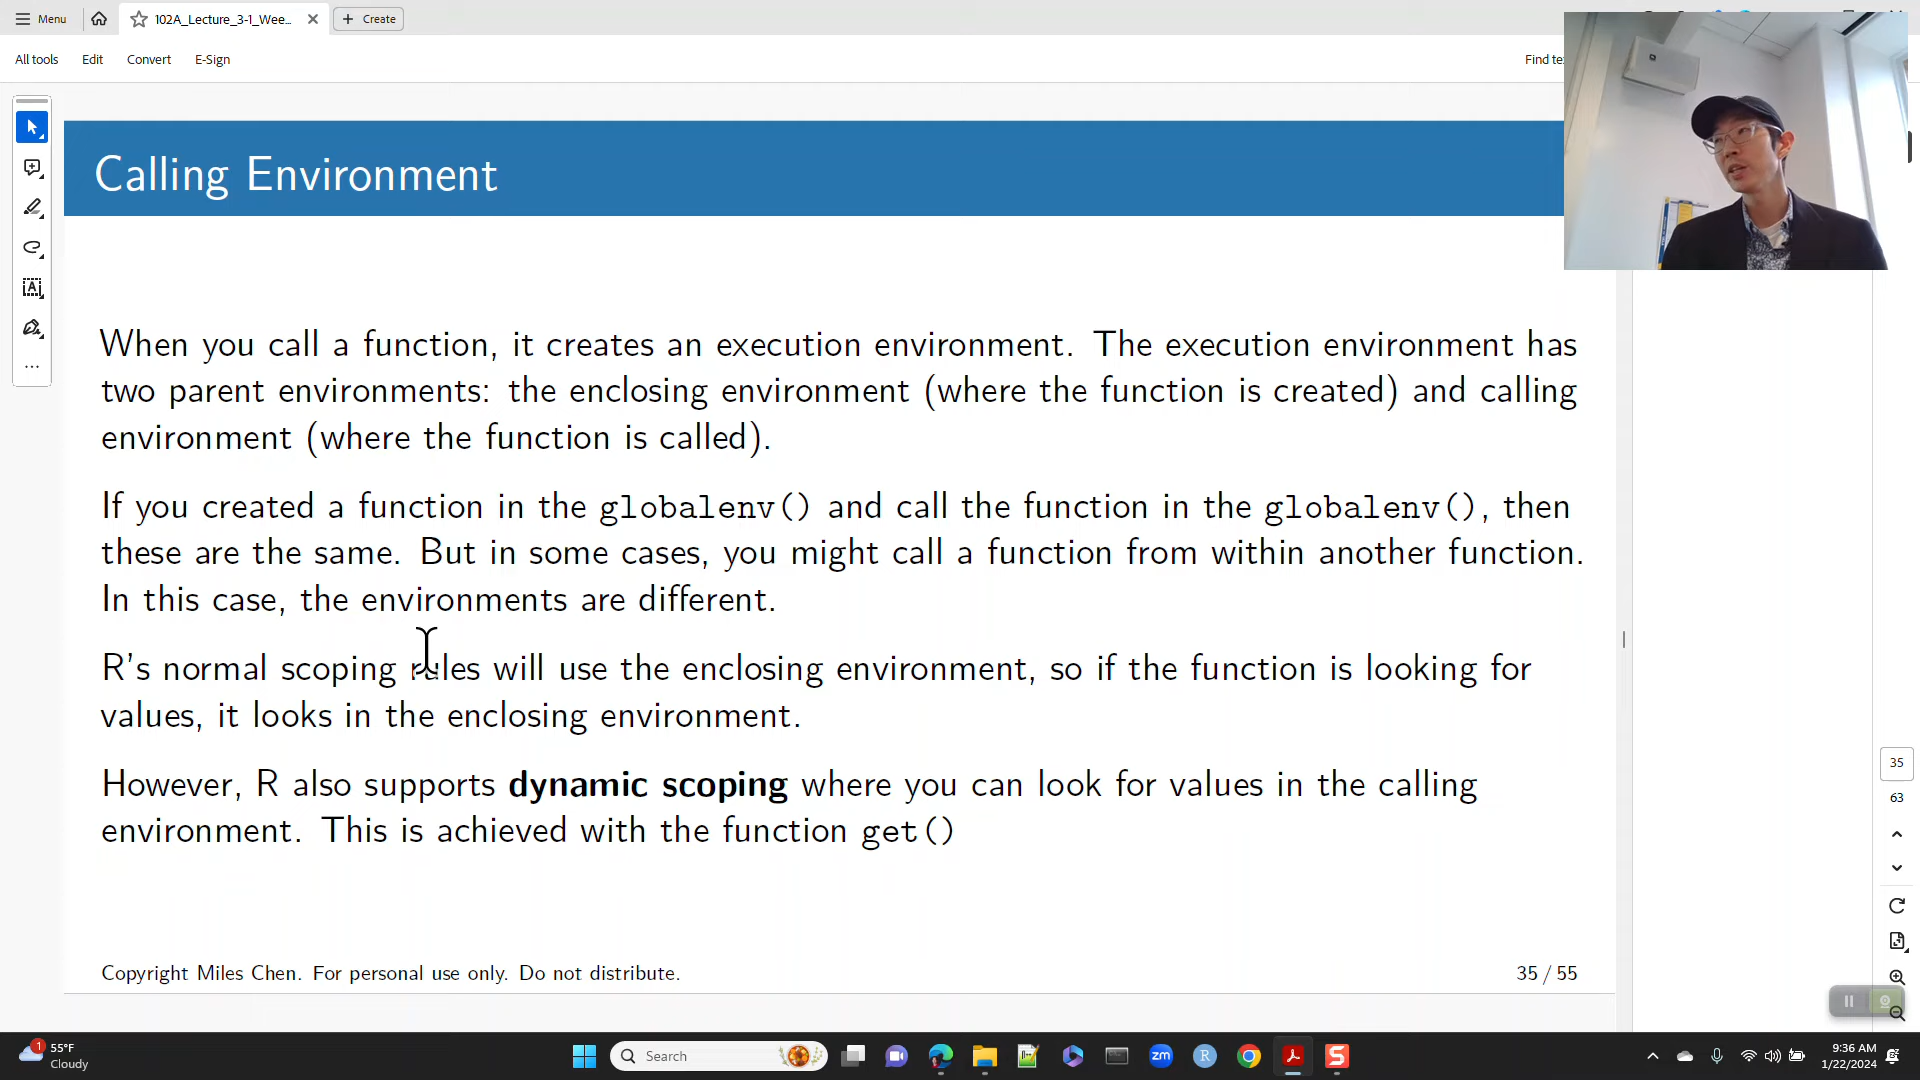 Menu
102A_Lecture_3-1_Wee...
Create
All tools
Edit
Convert
E-Sign
Calling Environment
When you call a function, it creates an execution environment. The execution environment has
two parent environments: the enclosing environment (where the function is created) and calling
environment (where the function is called).
If you created a function in the globalenv() and call the function in the globalenv(), then
these are the same. But in some cases, you might call a function from within another function.
In this case, the environments are different.
R's normal scoping rules will use the enclosing environment, so if the function is looking for
values, it looks in the enclosing environment.
However, R also supports dynamic scoping where you can look for values in the calling
environment. This is achieved with the function get()
Copyright Miles Chen. For personal use only. Do not distribute.
35 / 55
35
63
1
55°F
Cloudy
Search
zm
R
S
9:36 AM
1/22/2024